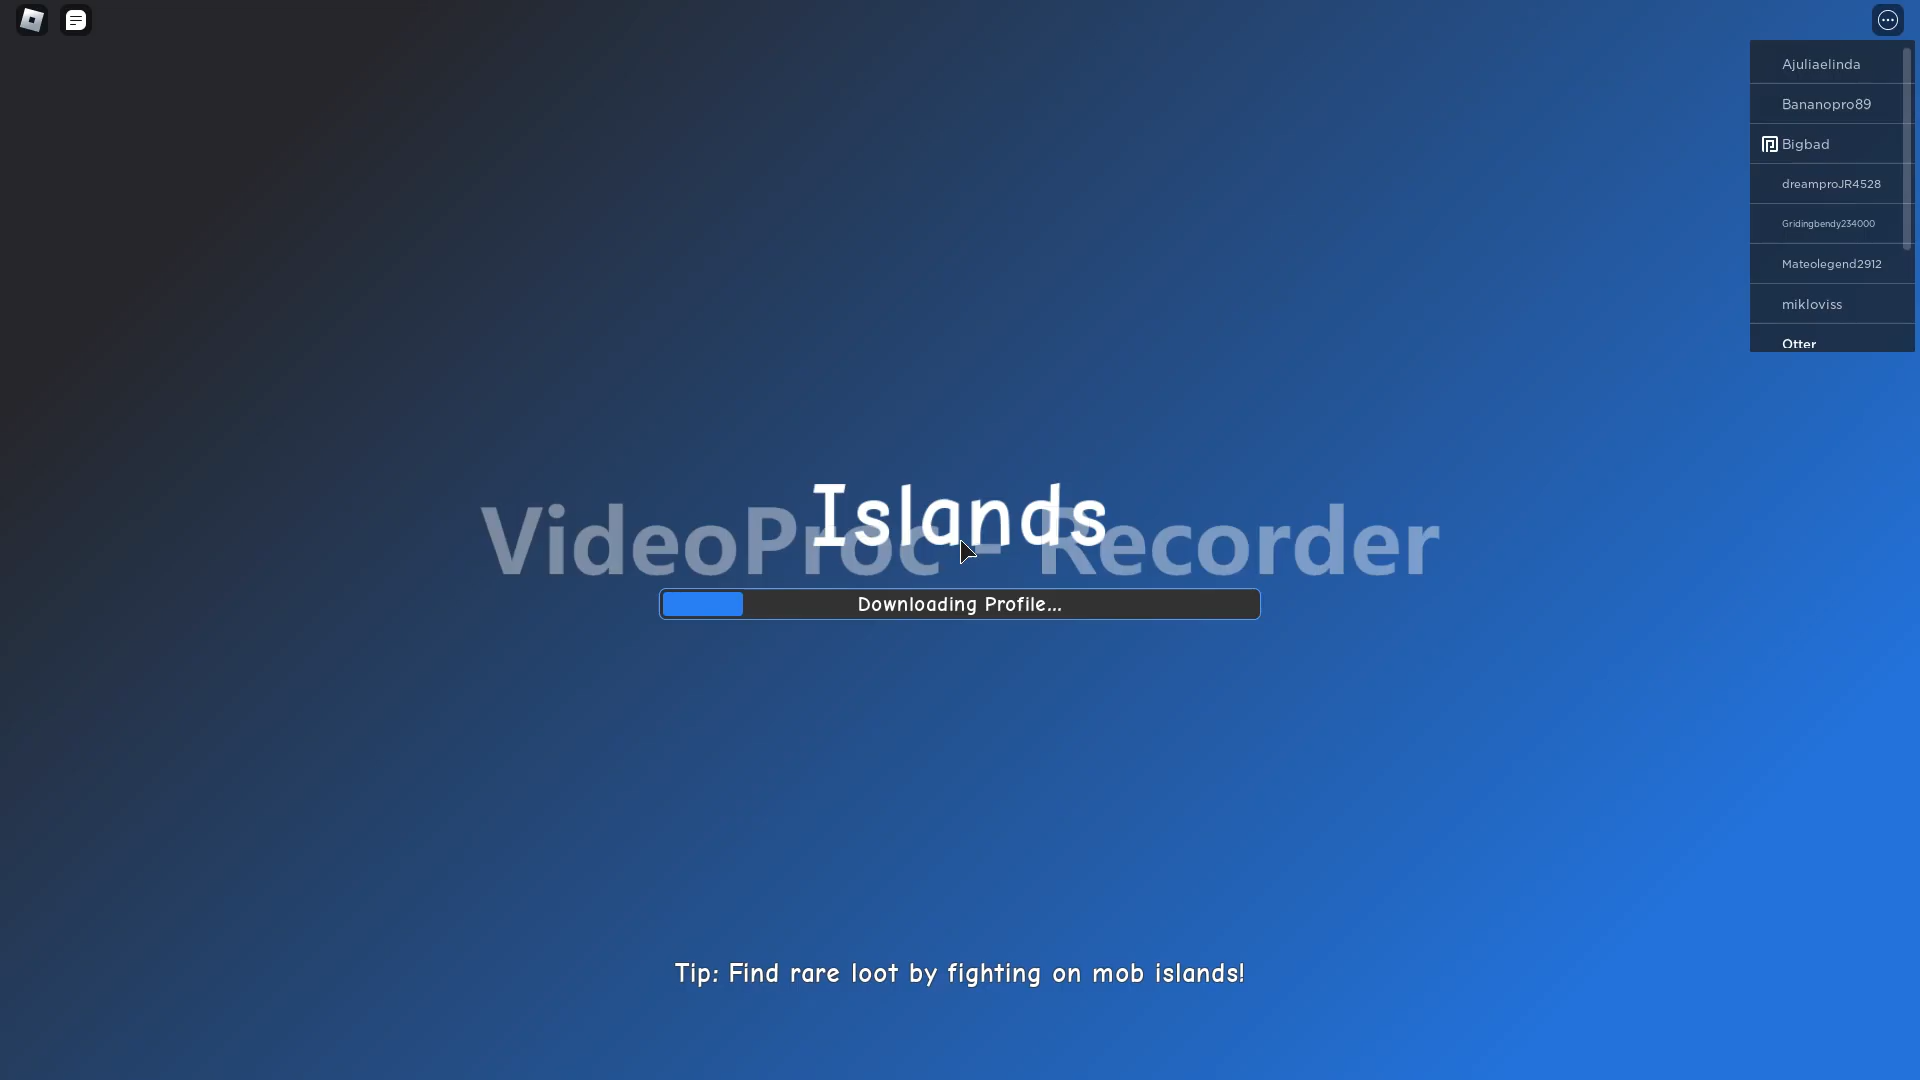 Ajuliaelinda
Bananopro89
Bigbad
dreamproJR4528
Gridingbendy234000
Mateolegend2912
mikloviss
Otter
Islands
VideoProc - Recorder
Downloading Profile...
Tip: Find rare loot by fighting on mob islands!